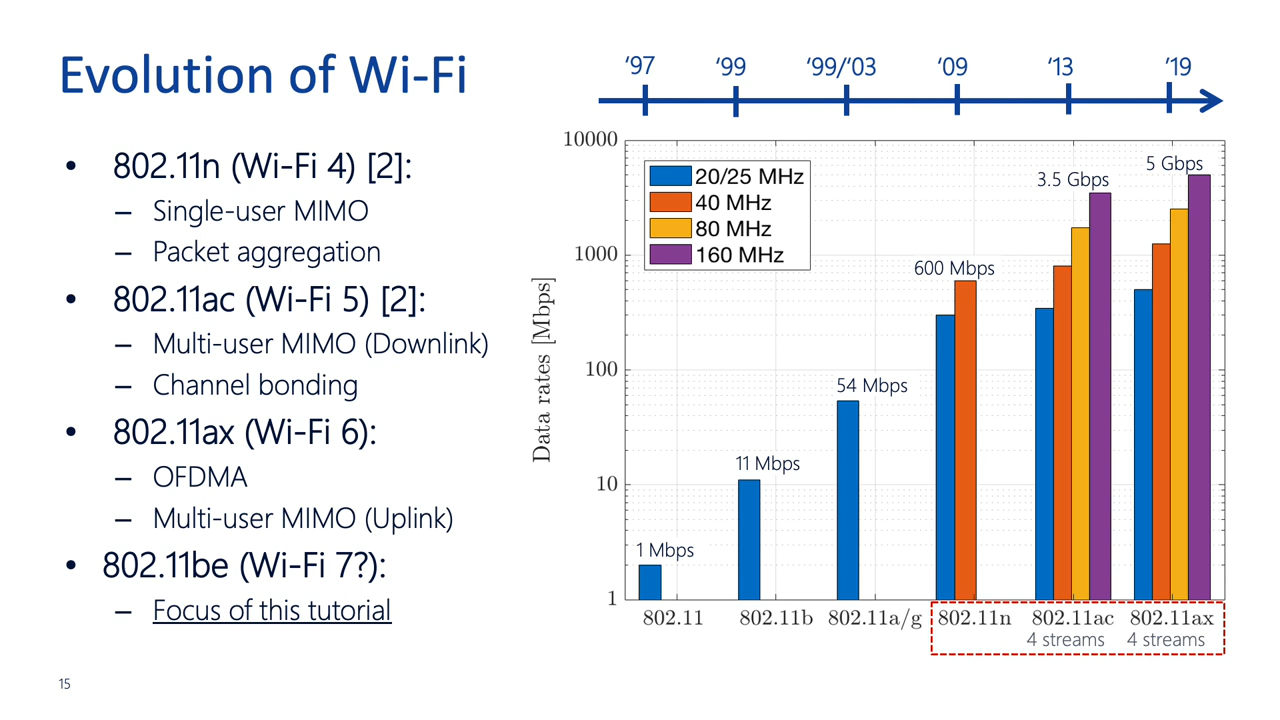 Evolution of Wi-Fi
• 802.11n (Wi-Fi 4) [2]:
– Single-user MIMO
– Packet aggregation
• 802.11ac (Wi-Fi 5) [2]:
– Multi-user MIMO (Downlink)
– Channel bonding
• 802.11ax (Wi-Fi 6):
– OFDMA
– Multi-user MIMO (Uplink)
• 802.11be (Wi-Fi 7?):
– Focus of this tutorial
15
‘97 ‘99 ‘99/‘03 ‘09 ‘13 ‘19
Data rates [Mbps]
10000
1000
100
10
1
20/25 MHz
40 MHz
80 MHz
160 MHz
1 Mbps
11 Mbps
54 Mbps
600 Mbps
3.5 Gbps
5 Gbps
802.11 802.11b 802.11a/g 802.11n 802.11ac 802.11ax
4 streams 4 streams